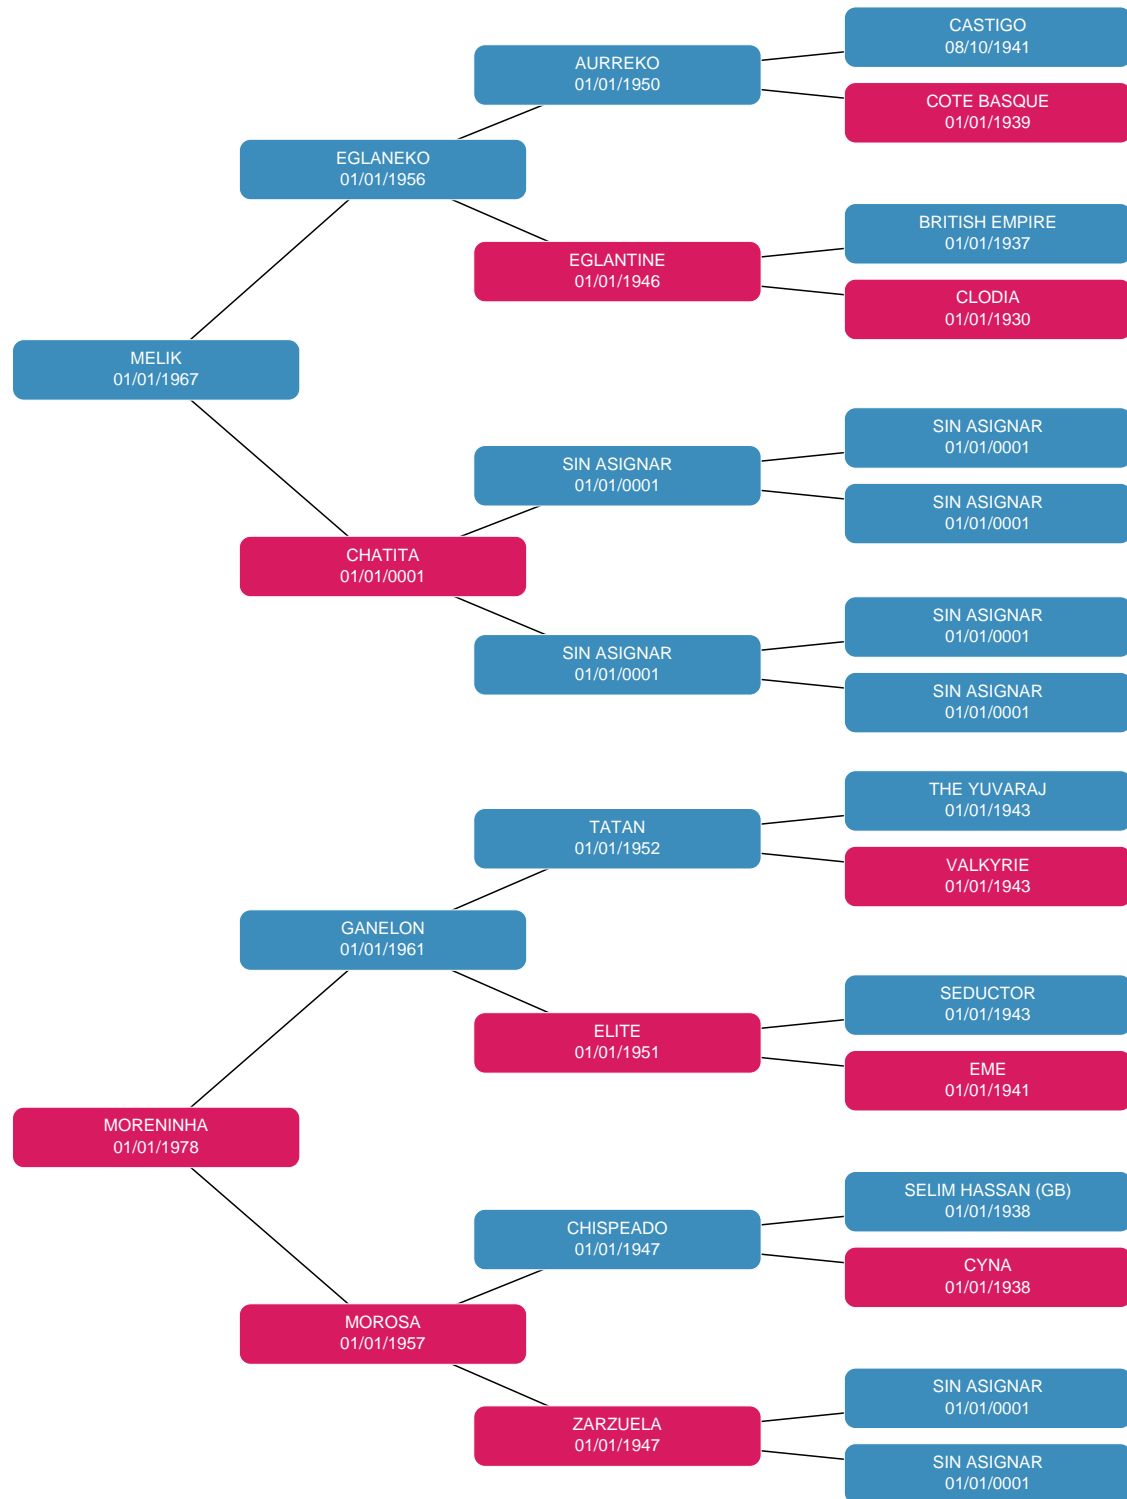 CASTIGO
08/10/1941
AURREKO
01/01/1950
COTE BASQUE
01/01/1939
EGLANEKO
01/01/1956
BRITISH EMPIRE
01/01/1937
EGLANTINE
01/01/1946
CLODIA
01/01/1930
MELIK
01/01/1967
SIN ASIGNAR
01/01/0001
SIN ASIGNAR
01/01/0001
SIN ASIGNAR
01/01/0001
CHATITA
01/01/0001
SIN ASIGNAR
01/01/0001
SIN ASIGNAR
01/01/0001
SIN ASIGNAR
01/01/0001
THE YUVARAJ
01/01/1943
TATAN
01/01/1952
VALKYRIE
01/01/1943
GANELON
01/01/1961
SEDUCTOR
01/01/1943
ELITE
01/01/1951
EME
01/01/1941
MORENINHA
01/01/1978
SELIM HASSAN (GB)
01/01/1938
CHISPEADO
01/01/1947
CYNA
01/01/1938
MOROSA
01/01/1957
SIN ASIGNAR
01/01/0001
ZARZUELA
01/01/1947
SIN ASIGNAR
01/01/0001